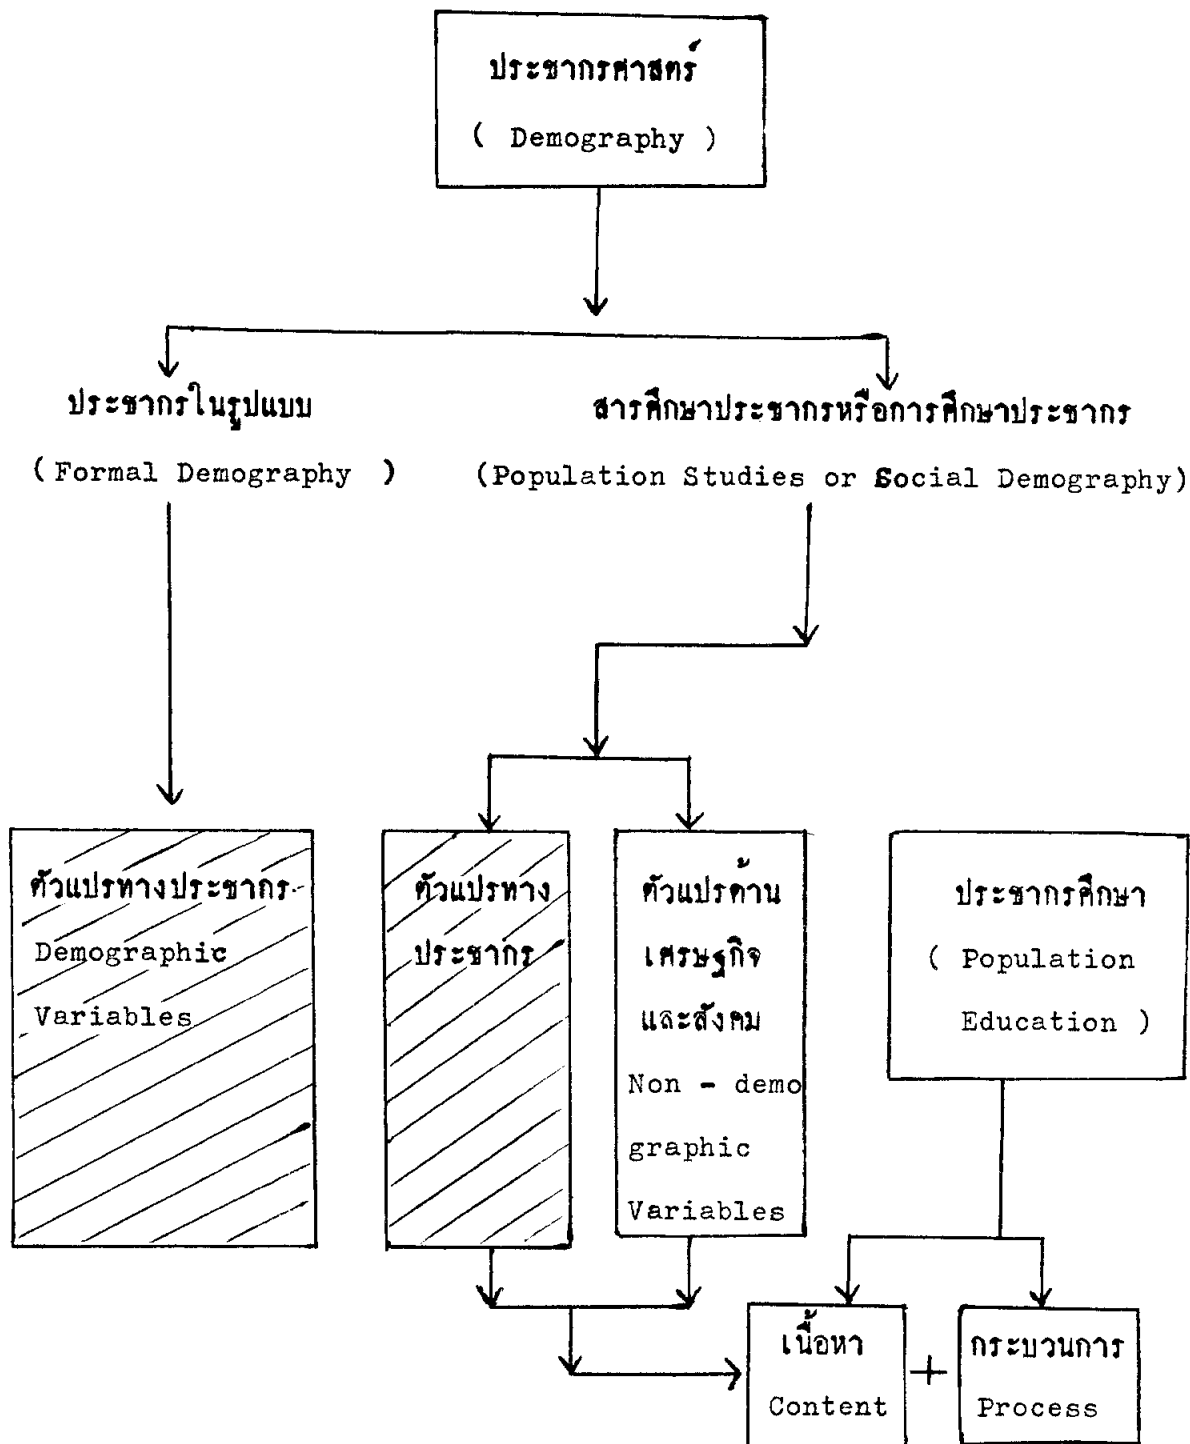 ประชากรศาสตร์
( Demography )
ประชากรในรูปแบบ
( Formal Demography )
สารศึกษาประชากรหรือการศึกษาประชากร
(Population Studies or Social Demography)
ตัวแปรทางประชากร
Demographic
Variables
ตัวแปรทาง
ประชากร
ตัวแปรด้าน
เศรษฐกิจ
และสังคม
Non - demo
graphic
Variables
ประชากรศึกษา
( Population
Education )
เนื้อหา
Content
+
กระบวนการ
Process